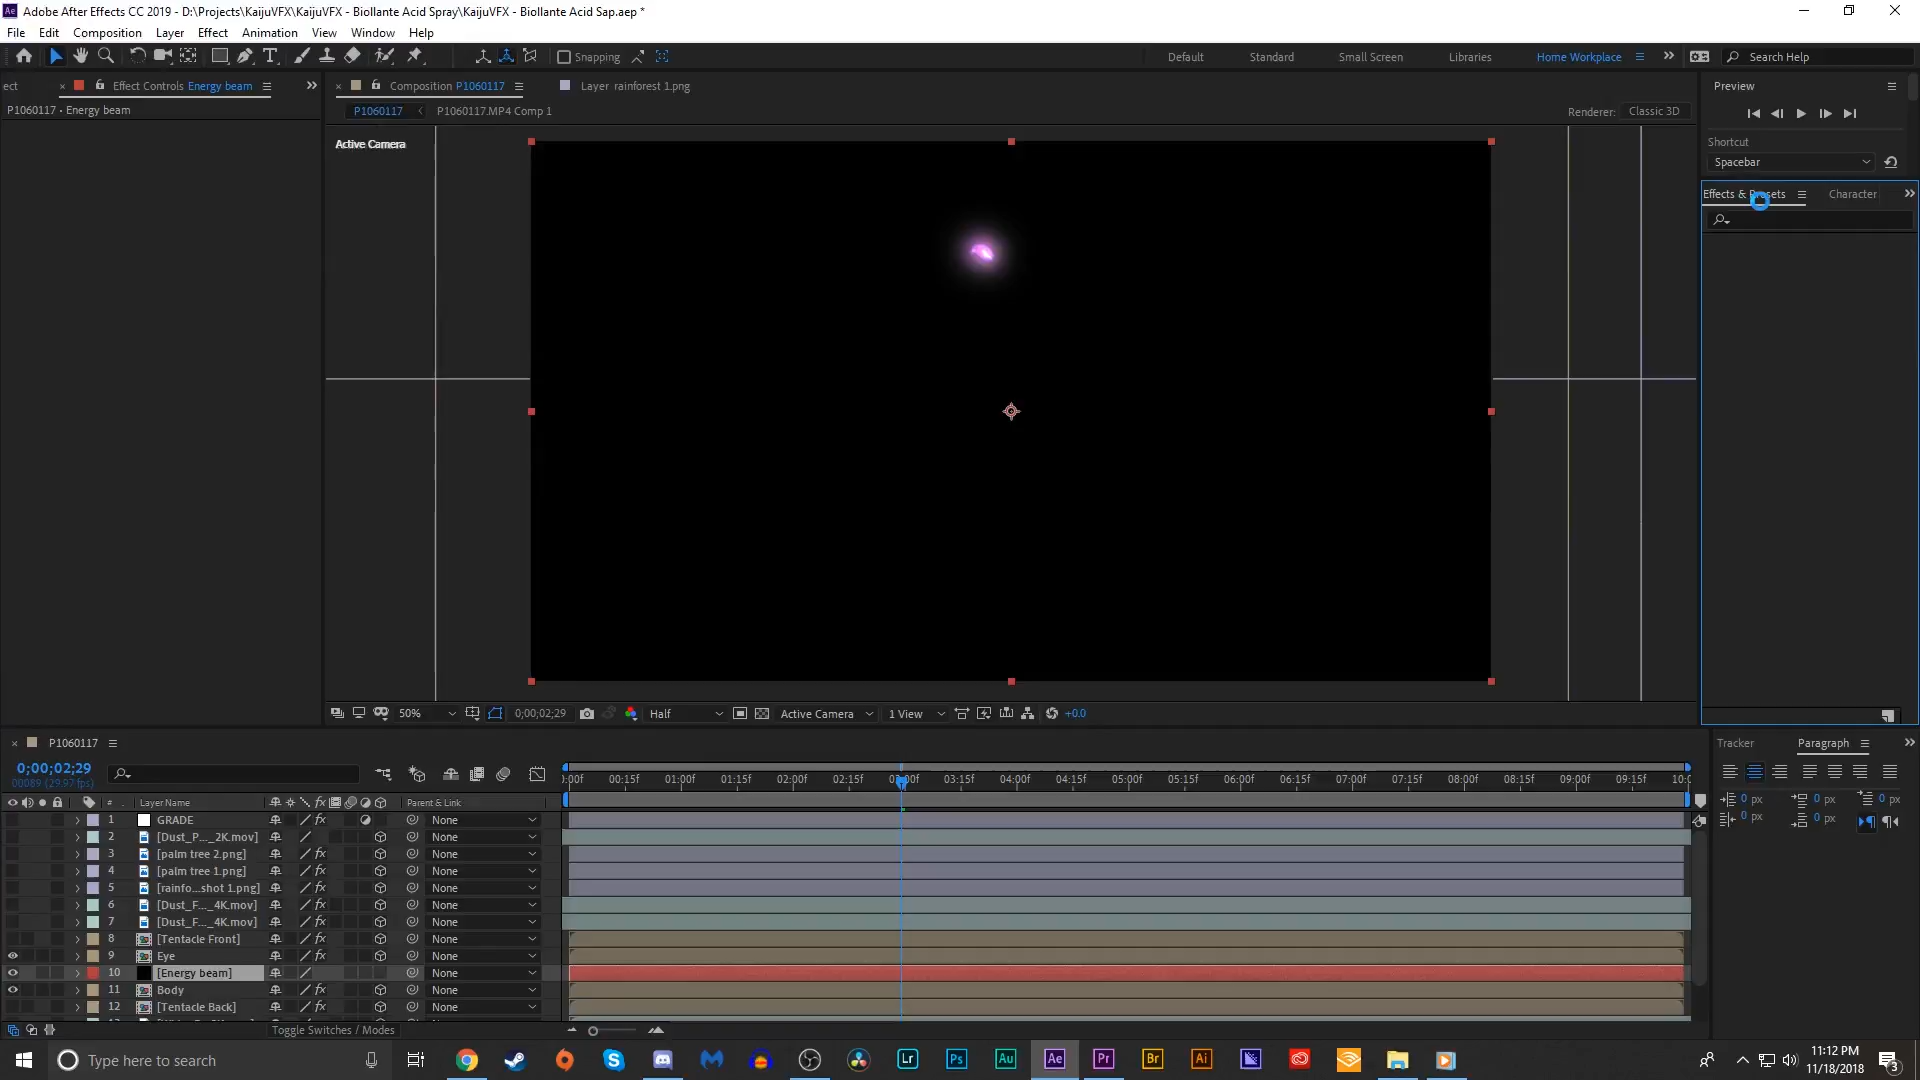 Adobe After Effects CC 2019 - D:\Projects\KaijuVFX\KaijuVFX - Biollante Acid Spray\KaijuVFX - Biollante Acid Sap.aep *
File Edit Composition Layer Effect Animation View Window Help
Snapping
Default Standard Small Screen Libraries Home Workplace
Search Help
ect
Effect Controls Energy beam
Composition P1060117
Layer rainforest 1.png
Preview
P1060117 • Energy beam
P1060117 P1060117.MP4 Comp 1
Renderer: Classic 3D
Active Camera
Shortcut
Spacebar
Effects & Presets Character
50% 0;00;02;29 Half Active Camera 1 View +0.0
P1060117
Tracker Paragraph
0;00;02;29
00089 (29.97 fps)
:00f 00:15f 01:00f 01:15f 02:00f 02:15f 03:00f 03:15f 04:00f 04:15f 05:00f 05:15f 06:00f 06:15f 07:00f 07:15f 08:00f 08:15f 09:00f 09:15f 10:0
# Layer Name Parent & Link
0 px 0 px 0 px
0 px 0 px
1 GRADE None
2 [Dust_P..._2K.mov] None
3 [palm tree 2.png] None
4 [palm tree 1.png] None
5 [rainfo...shot 1.png] None
6 [Dust_F..._4K.mov] None
7 [Dust_F..._4K.mov] None
8 [Tentacle Front] None
9 Eye None
10 [Energy beam] None
11 Body None
12 [Tentacle Back] None
Toggle Switches / Modes
Type here to search
Lr Ps Au Ae Pr Br Ai
11:12 PM
11/18/2018
3